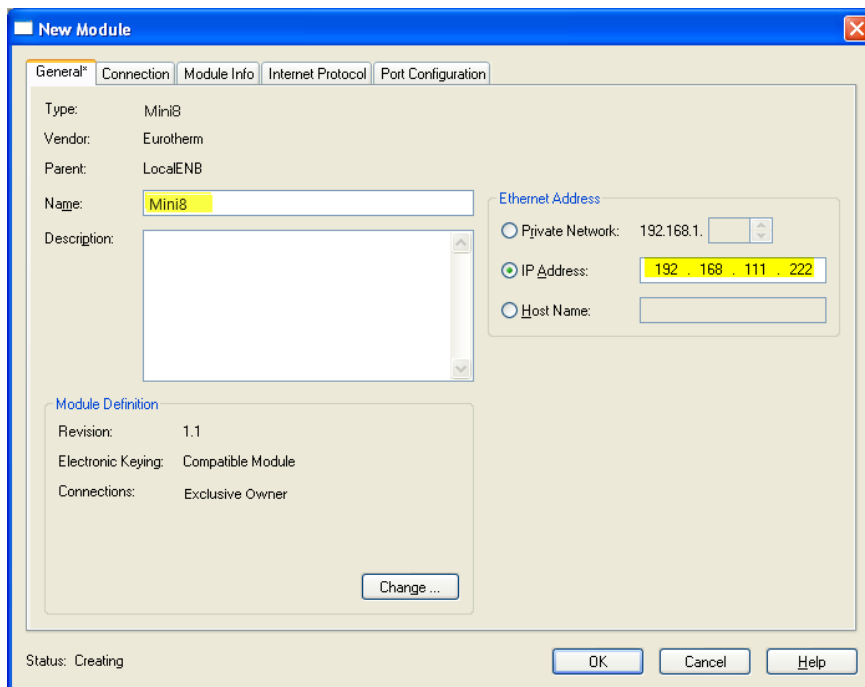 New Module
General* Connection Module Info Internet Protocol Port Configuration
Type: Mini8
Vendor: Eurotherm
Parent: LocalENB
Name: Mini8
Description:
Ethernet Address
Private Network: 192.168.1.
IP Address: 192 . 168 . 111 . 222
Host Name:
Module Definition
Revision: 1.1
Electronic Keying: Compatible Module
Connections: Exclusive Owner
Change ...
Status: Creating
OK Cancel Help